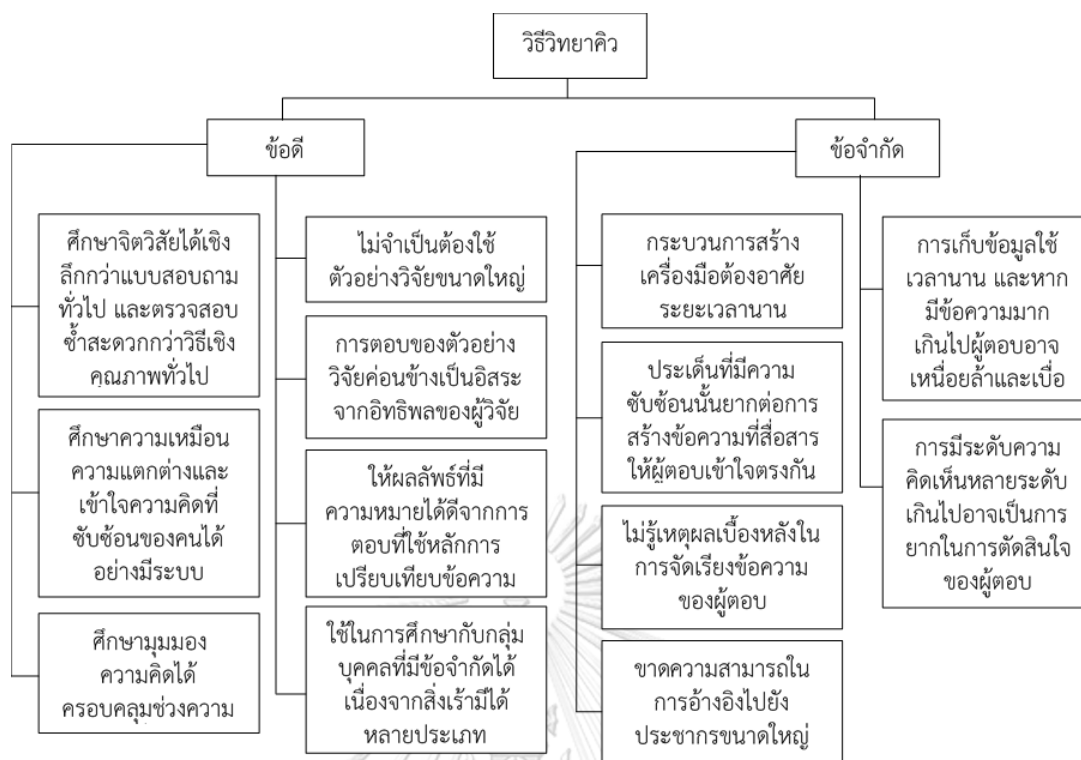 วิธีวิทยาคิว
ข้อดี
ศึกษาจิตวิสัยได้เชิง
ลึกกว่าแบบสอบถาม
ทั่วไป และตรวจสอบ
ซ้ำสะดวกกว่าวิธีเชิง
คุณภาพทั่วไป
ศึกษาความเหมือน
ความแตกต่างและ
เข้าใจความคิดที่
ซับซ้อนของคนได้
อย่างมีระบบ
ศึกษามุมมอง
ความคิดได้
ครอบคลุมช่วงความ
ไม่จำเป็นต้องใช้
ตัวอย่างวิจัยขนาดใหญ่
การตอบของตัวอย่าง
วิจัยค่อนข้างเป็นอิสระ
จากอิทธิพลของผู้วิจัย
ให้ผลลัพธ์ที่มี
ความหมายได้ดีจากการ
ตอบที่ใช้หลักการ
เปรียบเทียบข้อความ
ใช้ในการศึกษากับกลุ่ม
บุคคลที่มีข้อจำกัดได้
เนื่องจากสิ่งเร้ามีได้
หลายประเภท
ข้อจำกัด
กระบวนการสร้าง
เครื่องมือต้องอาศัย
ระยะเวลานาน
ประเด็นที่มีความ
ซับซ้อนนั้นยากต่อการ
สร้างข้อความที่สื่อสาร
ให้ผู้ตอบเข้าใจตรงกัน
ไม่รู้เหตุผลเบื้องหลังใน
การจัดเรียงข้อความ
ของผู้ตอบ
ขาดความสามารถใน
การอ้างอิงไปยัง
ประชากรขนาดใหญ่
การเก็บข้อมูลใช้
เวลานาน และหาก
มีข้อความมาก
เกินไปผู้ตอบอาจ
เหนื่อยล้าและเบื่อ
การมีระดับความ
คิดเห็นหลายระดับ
เกินไปอาจเป็นการ
ยากในการตัดสินใจ
ของผู้ตอบ